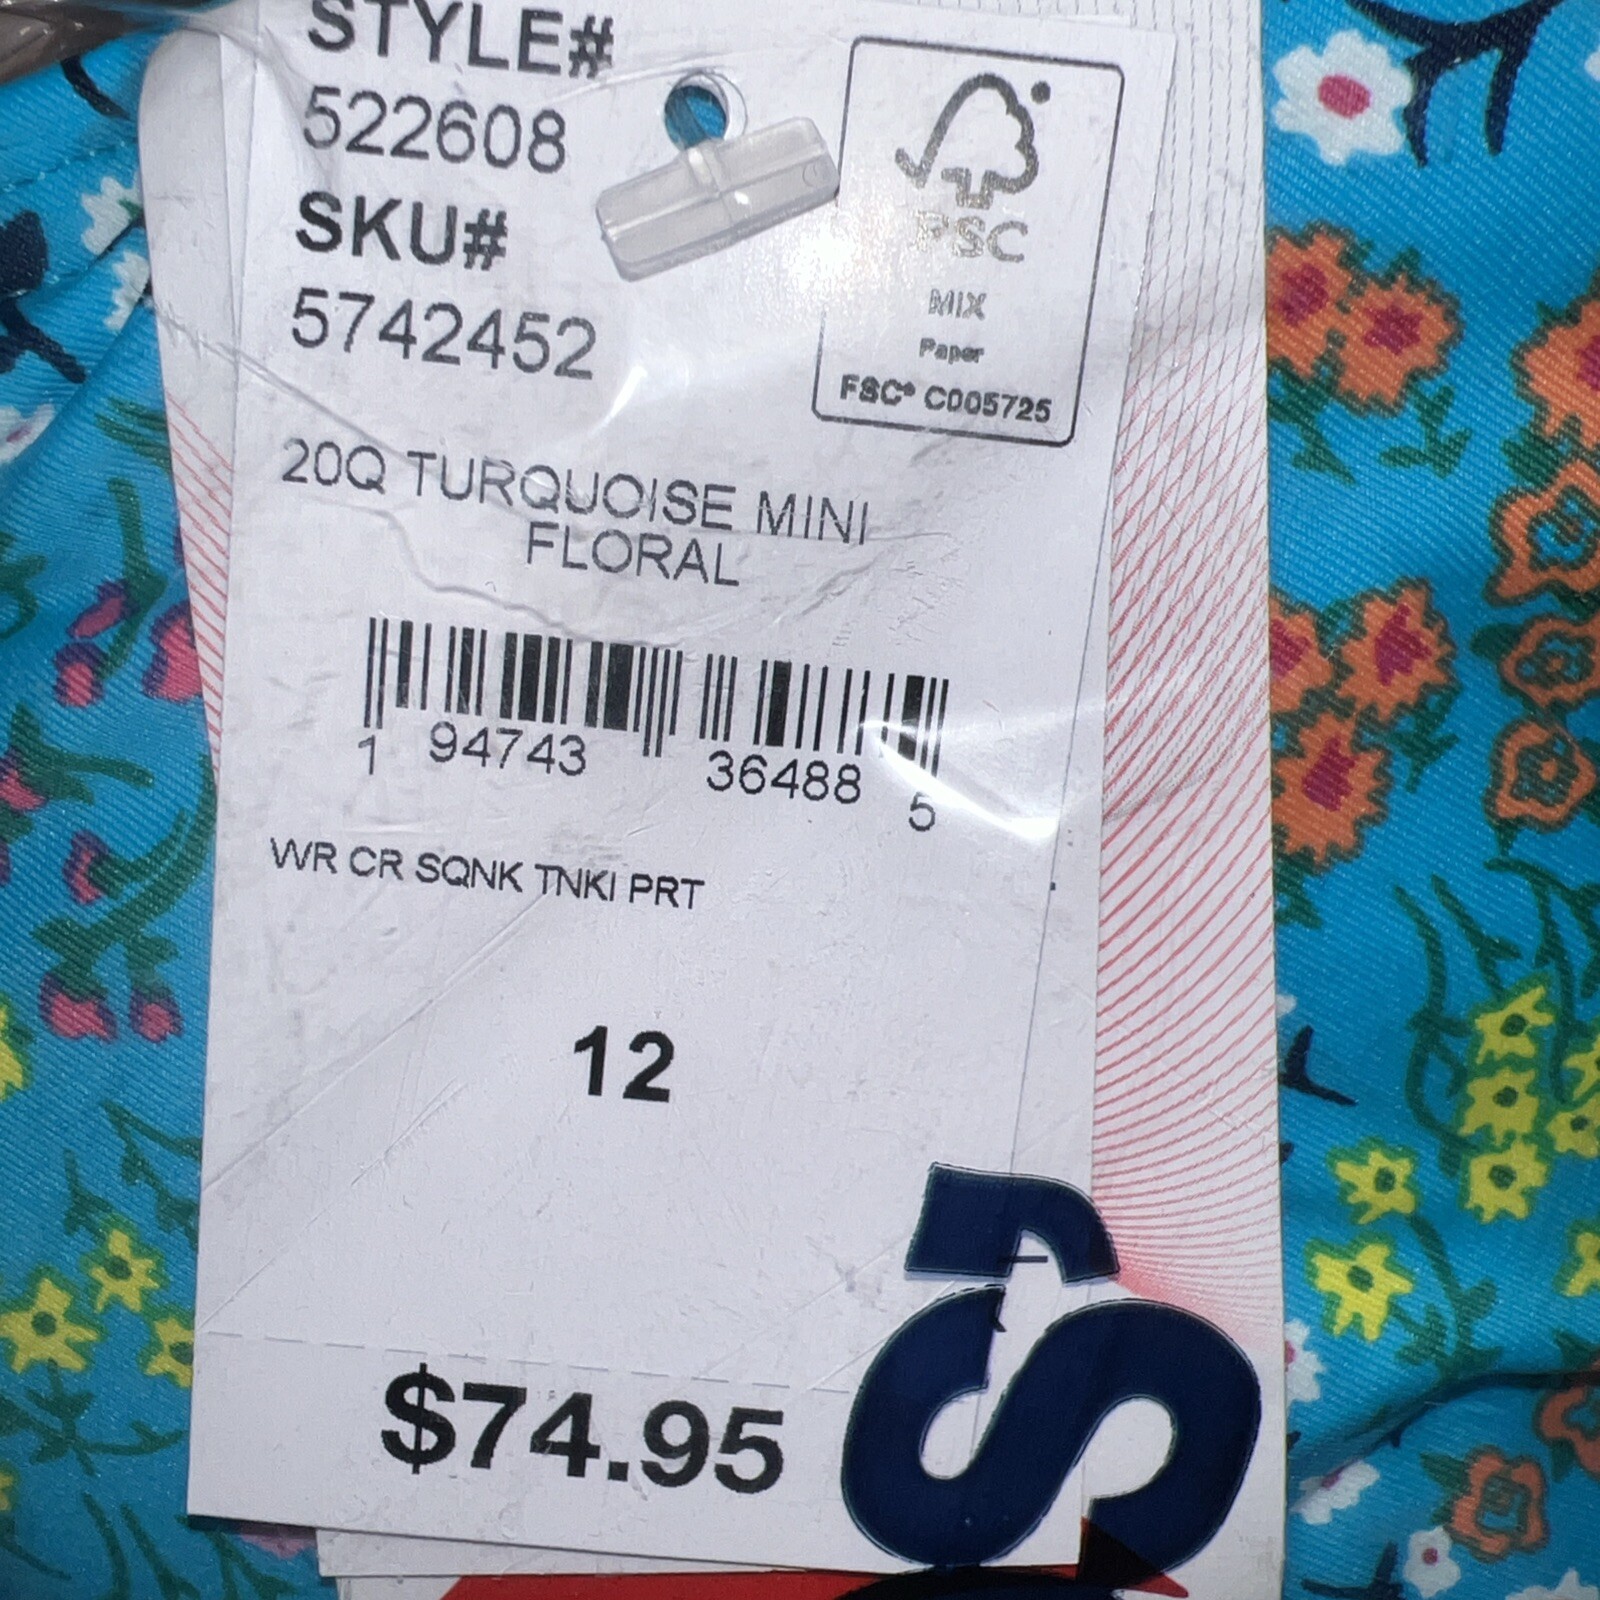 STYLE#
522608
SKU#
5742452
FSC
MIX
Paper
FSC® C005725
20Q TURQUOISE MINI
FLORAL
1 94743 36488 5
WR CR SQNK TNKI PRT
12
$74.95